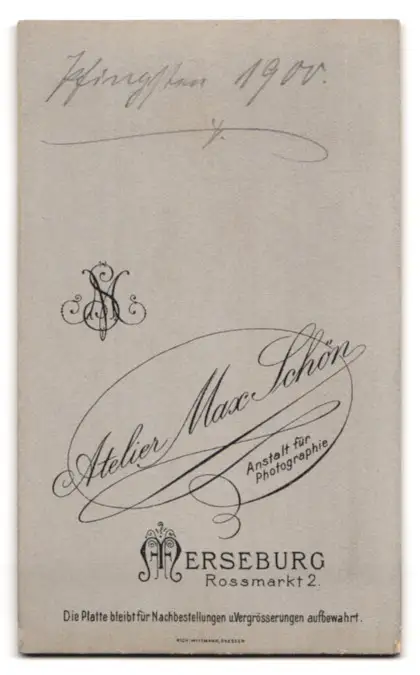 Pfingsten 1900.
Atelier Max Schön
Anstalt für
Photographie
MERSEBURG
Rossmarkt 2.
Die Platte bleibt für Nachbestellungen u.Vergrösserungen aufbewahrt.